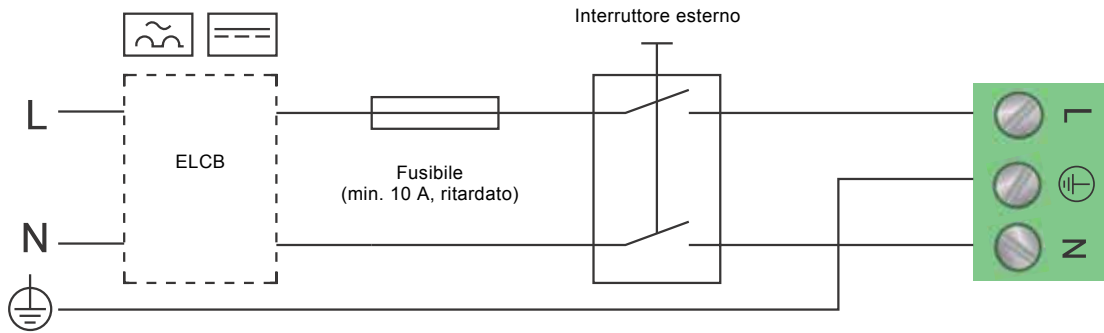 Interruttore esterno
L
ELCB
Fusibile
(min. 10 A, ritardato)
L
N
N